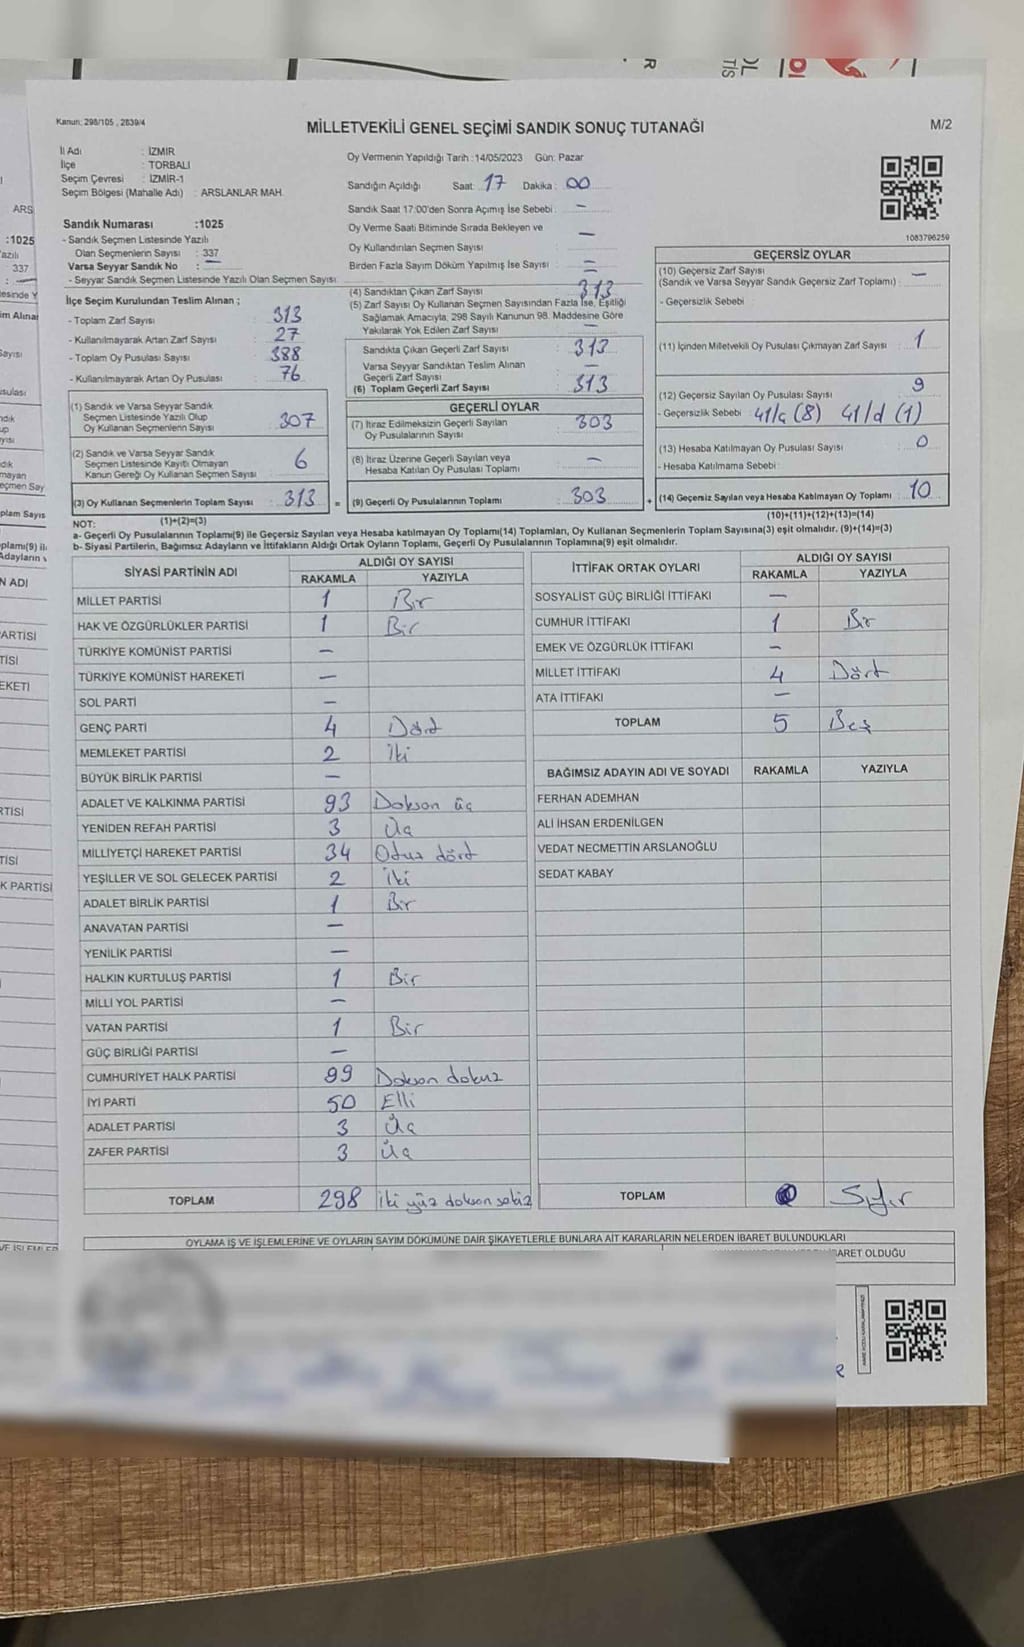 Kanun: 298/105 , 2839/4
MİLLETVEKİLİ GENEL SEÇİMİ SANDIK SONUÇ TUTANAĞI
M/2
İl Adı : İZMİR
İlçe : TORBALI
Seçim Çevresi : İZMİR-1
Seçim Bölgesi (Mahalle Adı) : ARSLANLAR MAH.
Sandık Numarası :1025
- Sandık Seçmen Listesinde Yazılı
Olan Seçmenlerin Sayısı : 337
Varsa Seyyar Sandık No : —
- Seyyar Sandık Seçmen Listesinde Yazılı Olan Seçmen Sayısı :
İlçe Seçim Kurulundan Teslim Alınan ;
- Toplam Zarf Sayısı : 313
- Kullanılmayarak Artan Zarf Sayısı : 27
- Toplam Oy Pusulası Sayısı : 388
- Kullanılmayarak Artan Oy Pusulası : 76
(1) Sandık ve Varsa Seyyar Sandık
Seçmen Listesinde Yazılı Olup
Oy Kullanan Seçmenlerin Sayısı : 307
(2) Sandık ve Varsa Seyyar Sandık
Seçmen Listesinde Kayıtlı Olmayan
Kanun Gereği Oy Kullanan Seçmen Sayısı : 6
(3) Oy Kullanan Seçmenlerin Toplam Sayısı : 313 =
Oy Vermenin Yapıldığı Tarih : 14/05/2023 Gün: Pazar
Sandığın Açıldığı Saat: 17 Dakika : 00
Sandık Saat 17:00'den Sonra Açımış İse Sebebi : —
Oy Verme Saati Bitiminde Sırada Bekleyen ve
Oy Kullandırılan Seçmen Sayısı : —
Birden Fazla Sayım Döküm Yapılmış İse Sayısı : —
(4) Sandıktan Çıkan Zarf Sayısı : 313
(5) Zarf Sayısı Oy Kullanan Seçmen Sayısından Fazla İse, Eşitliği
Sağlamak Amacıyla, 298 Sayılı Kanunun 98. Maddesine Göre
Yakılarak Yok Edilen Zarf Sayısı : —
Sandıkta Çıkan Geçerli Zarf Sayısı : 313
Varsa Seyyar Sandıktan Teslim Alınan
Geçerli Zarf Sayısı : —
(6) Toplam Geçerli Zarf Sayısı : 313
GEÇERLİ OYLAR
(7) İtiraz Edilmeksizin Geçerli Sayılan
Oy Pusulalarının Sayısı : 303
(8) İtiraz Üzerine Geçerli Sayılan veya
Hesaba Katılan Oy Pusulası Toplamı : —
(9) Geçerli Oy Pusulalarının Toplamı : 303 +
1083796259
GEÇERSİZ OYLAR
(10) Geçersiz Zarf Sayısı
(Sandık ve Varsa Seyyar Sandık Geçersiz Zarf Toplamı) : —
- Geçersizlik Sebebi
(11) İçinden Milletvekili Oy Pusulası Çıkmayan Zarf Sayısı : 1
(12) Geçersiz Sayılan Oy Pusulası Sayısı : 9
- Geçersizlik Sebebi : 41/c (8) 41/d (1)
(13) Hesaba Katılmayan Oy Pusulası Sayısı : 0
- Hesaba Katılmama Sebebi :
(14) Geçersiz Sayılan veya Hesaba Katılmayan Oy Toplamı : 10
(10)+(11)+(12)+(13)=(14)
NOT: (1)+(2)=(3)
a- Geçerli Oy Pusulalarının Toplamı(9) ile Geçersiz Sayılan veya Hesaba katılmayan Oy Toplamı(14) Toplamları, Oy Kullanan Seçmenlerin Toplam Sayısına(3) eşit olmalıdır. (9)+(14)=(3)
b- Siyasi Partilerin, Bağımsız Adayların ve İttifakların Aldığı Ortak Oyların Toplamı, Geçerli Oy Pusulalarının Toplamına(9) eşit olmalıdır.
SİYASİ PARTİNİN ADI ALDIĞI OY SAYISI
RAKAMLA YAZIYLA
MİLLET PARTİSİ 1 Bir
HAK VE ÖZGÜRLÜKLER PARTİSİ 1 Bir
TÜRKİYE KOMÜNİST PARTİSİ —
TÜRKİYE KOMÜNİST HAREKETİ —
SOL PARTİ —
GENÇ PARTİ 4 Dört
MEMLEKET PARTİSİ 2 İki
BÜYÜK BİRLİK PARTİSİ —
ADALET VE KALKINMA PARTİSİ 93 Doksan üç
YENİDEN REFAH PARTİSİ 3 Üç
MİLLİYETÇİ HAREKET PARTİSİ 34 Otuz dört
YEŞİLLER VE SOL GELECEK PARTİSİ 2 İki
ADALET BİRLİK PARTİSİ 1 Bir
ANAVATAN PARTİSİ —
YENİLİK PARTİSİ —
HALKIN KURTULUŞ PARTİSİ 1 Bir
MİLLİ YOL PARTİSİ —
VATAN PARTİSİ 1 Bir
GÜÇ BİRLİĞİ PARTİSİ —
CUMHURİYET HALK PARTİSİ 99 Doksan dokuz
İYİ PARTİ 50 Elli
ADALET PARTİSİ 3 Üç
ZAFER PARTİSİ 3 Üç
TOPLAM 298 İki yüz doksan sekiz
İTTİFAK ORTAK OYLARI ALDIĞI OY SAYISI
RAKAMLA YAZIYLA
SOSYALİST GÜÇ BİRLİĞİ İTTİFAKI —
CUMHUR İTTİFAKI 1 Bir
EMEK VE ÖZGÜRLÜK İTTİFAKI —
MİLLET İTTİFAKI 4 Dört
ATA İTTİFAKI —
TOPLAM 5 Beş
BAĞIMSIZ ADAYIN ADI VE SOYADI RAKAMLA YAZIYLA
FERHAN ADEMHAN
ALİ İHSAN ERDENİLGEN
VEDAT NECMETTİN ARSLANOĞLU
SEDAT KABAY
TOPLAM 0 Sıfır
OYLAMA İŞ VE İŞLEMLERİNE VE OYLARIN SAYIM DÖKÜMÜNE DAİR ŞİKAYETLERLE BUNLARA AİT KARARLARIN NELERDEN İBARET BULUNDUKLARI
BARET OLDUĞU